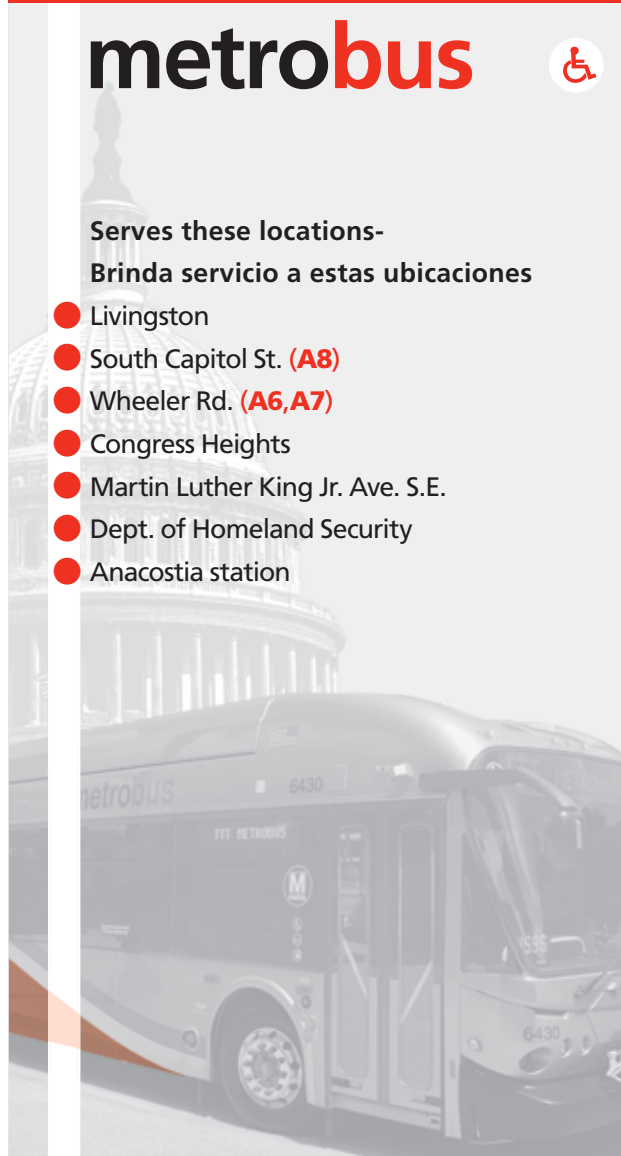 metrobus
Serves these locations-
Brinda servicio a estas ubicaciones
Livingston
South Capitol St. (A8)
Wheeler Rd. (A6,A7)
Congress Heights
Martin Luther King Jr. Ave. S.E.
Dept. of Homeland Security
Anacostia station
metrobus
6430
TTT METROBUS
M
6430